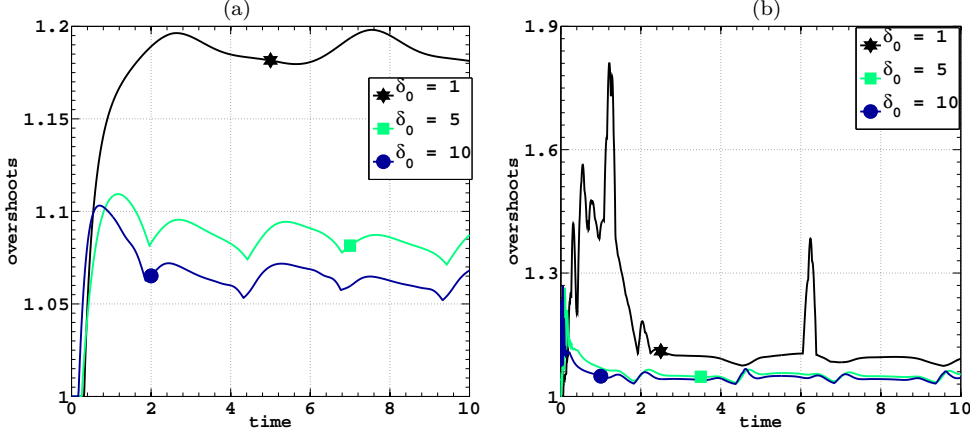 (a)
1.2
1.15
1.1
1.05
1
0 2 4 6 8 10
time
overshoots
δ0 = 1
δ0 = 5
δ0 = 10
(b)
1.9
1.6
1.3
1
0 2 4 6 8 10
time
overshoots
δ0 = 1
δ0 = 5
δ0 = 10